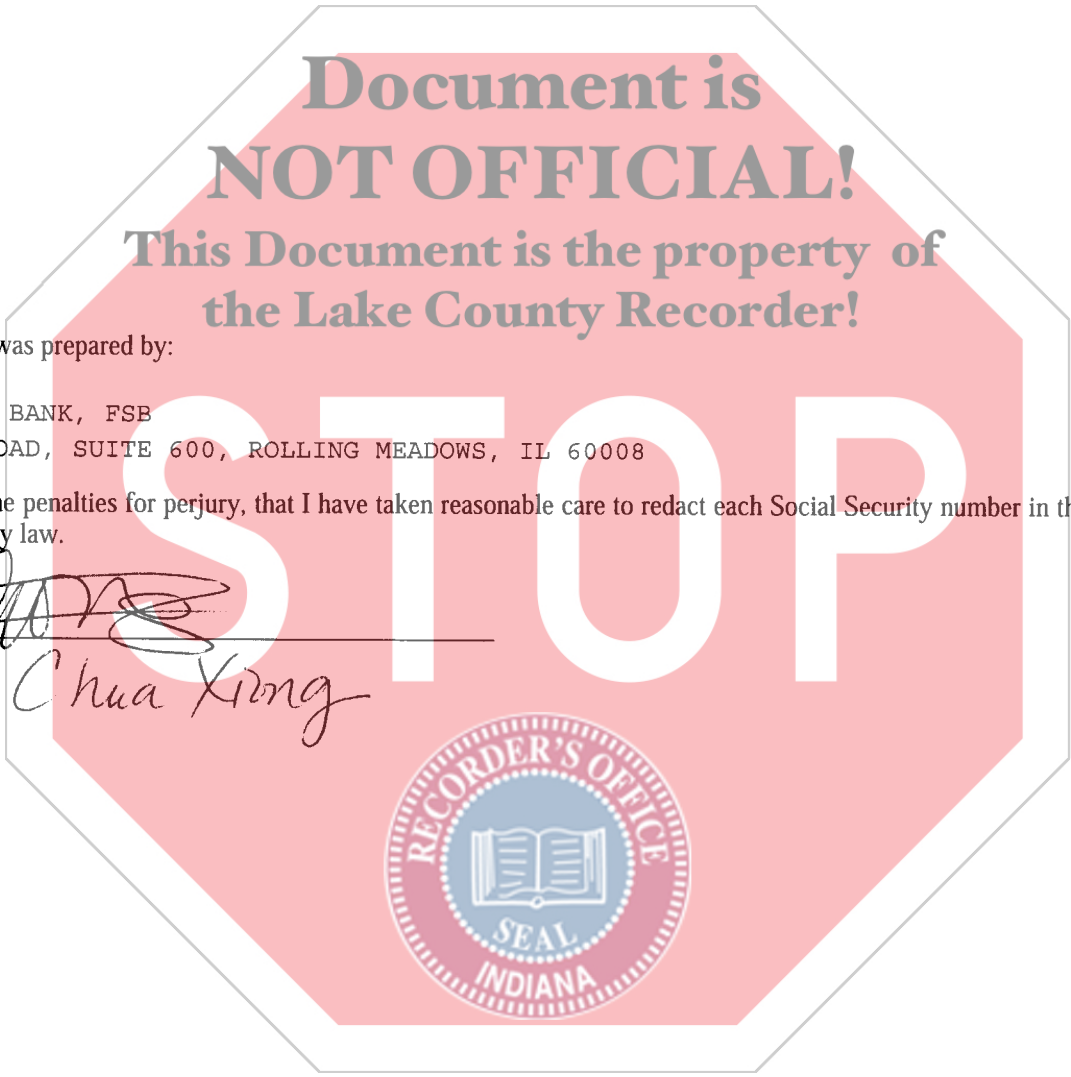 Document is
NOT OFFICIAL!
This Document is the property of
the Lake County Recorder!
was prepared by:
BANK, FSB
OAD, SUITE 600, ROLLING MEADOWS, IL 60008
e penalties for perjury, that I have taken reasonable care to redact each Social Security number in th
y law.
STOP
Chua Xiong
RECORDER'S OFFICE
SEAL
INDIANA